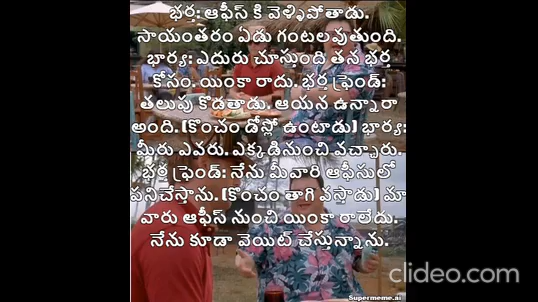 భర్త: ఆఫీస్ కి వెళ్ళిపోతాడు.
సాయంతరం ఏడు గంటలవుతుంది.
భార్య: ఎదురు చూస్తుంది తన భర్త
కోసం. యింకా రాదు. భర్త ఫ్రెండ్:
తలుపు కొడతాడు. ఆయన ఉన్నారా
అంది. (కొంచం డోస్లో ఉంటాడు) భార్య:
మీరు ఎవరు. ఎక్కడినుంచి వచ్చారు.
భర్త ఫ్రెండ్: నేను మీవారి ఆఫీసులో
పనిచేస్తాను. (కొంచం తాగి వస్తాడు) మా
వారు ఆఫీస్ నుంచి యింకా రాలేదు.
నేను కూడా వెయిట్ చేస్తున్నాను.
clideo.com
Supermeme.ai